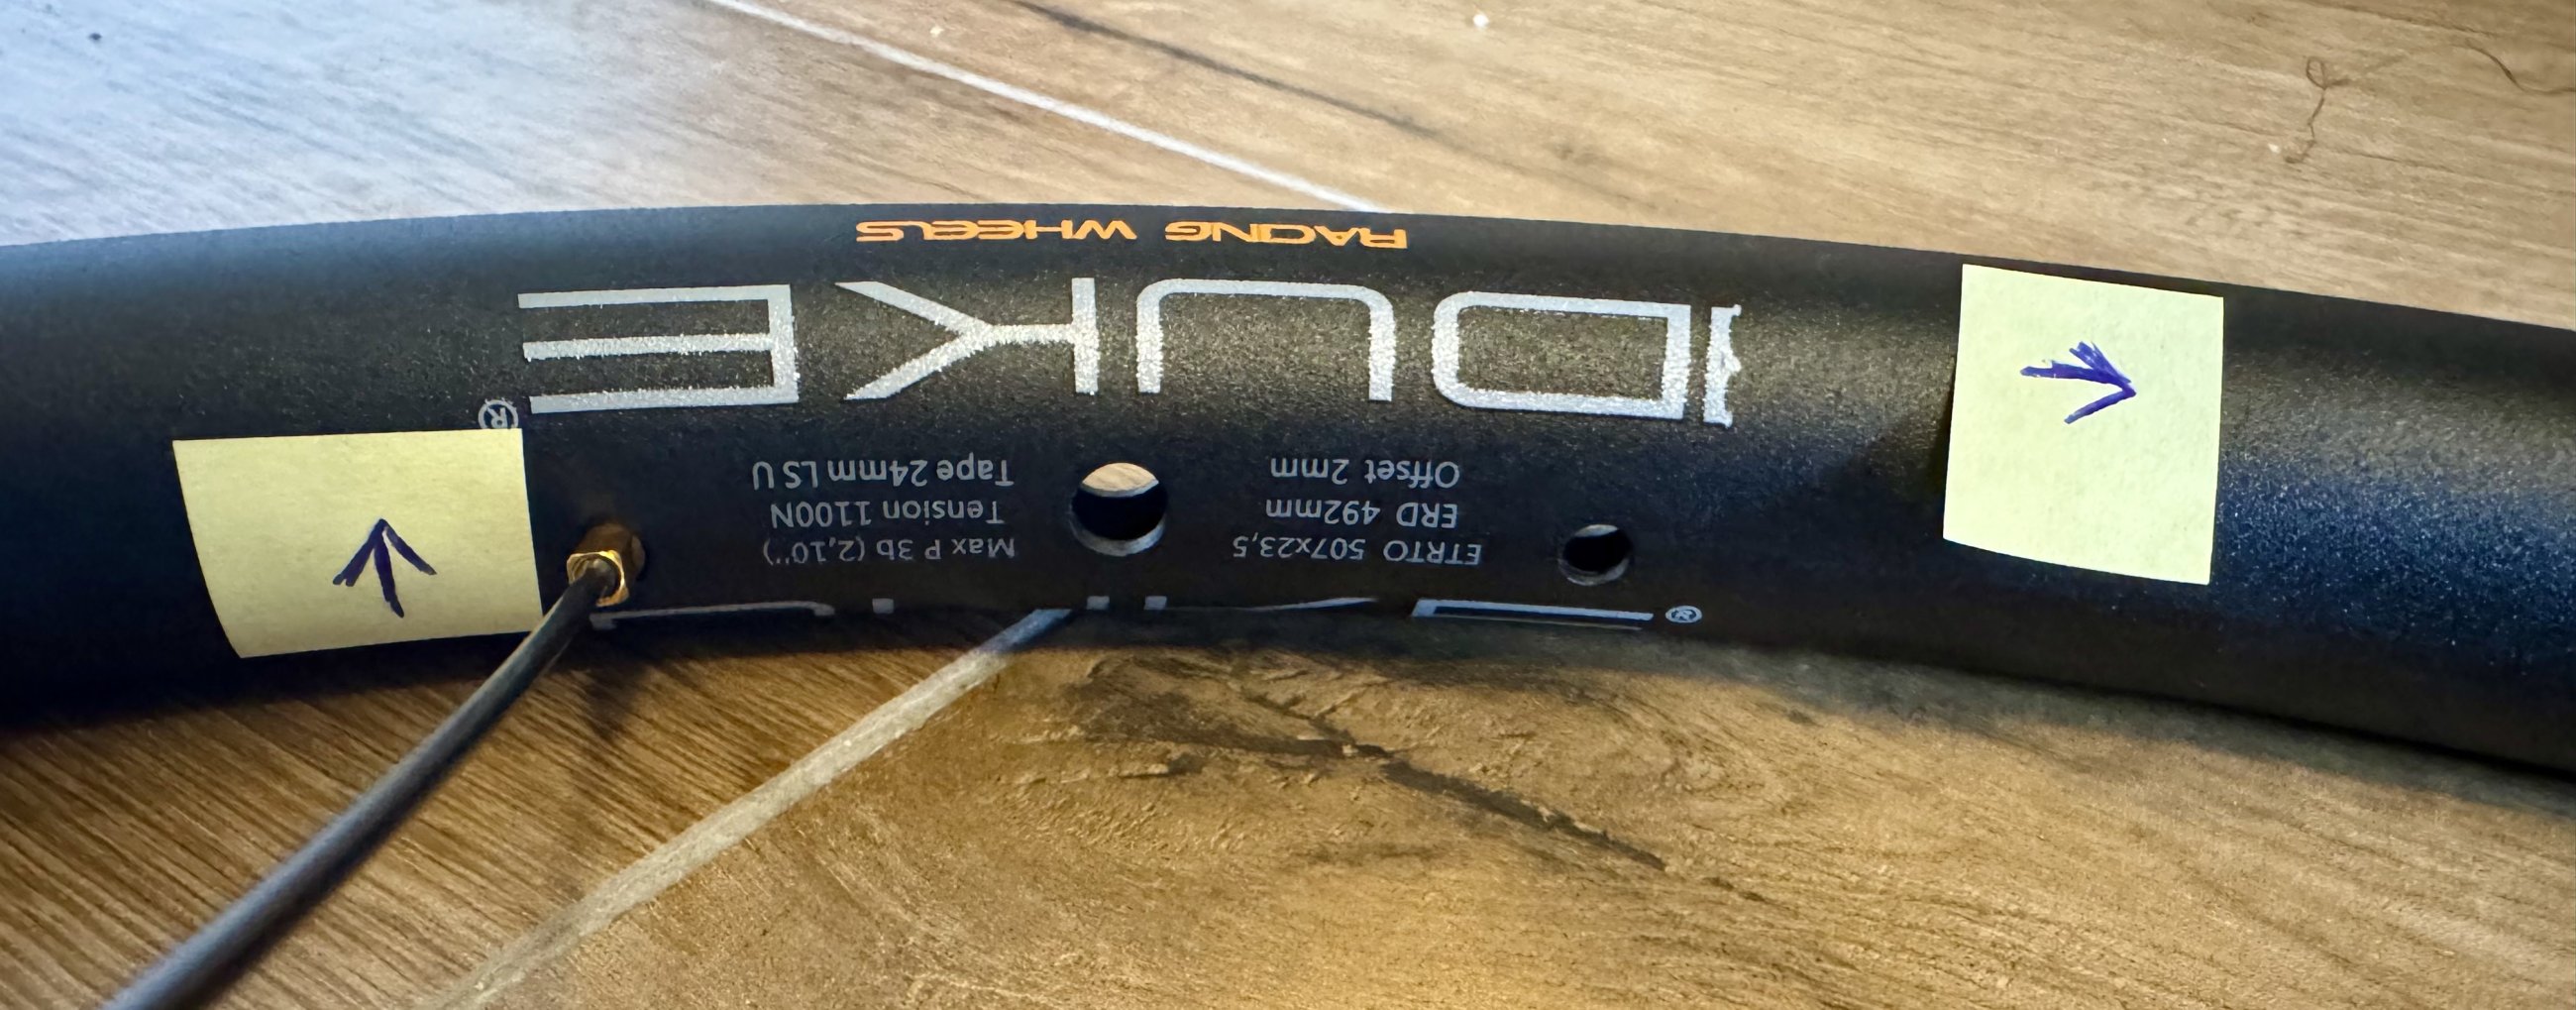 DUKE®
RACING WHEELS
ETRTO 507x23,5
ERD 492mm
Offset 2mm
Max P 3b (2,10'')
Tension 1100N
Tape 24mm LS U
®